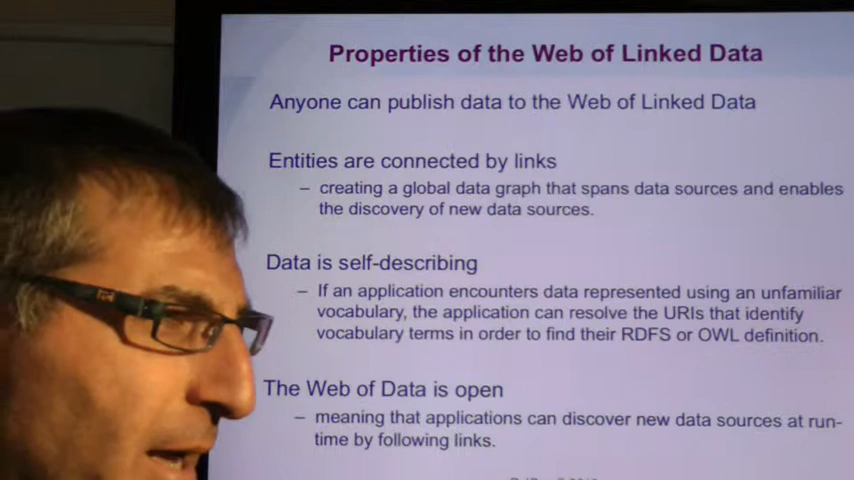 Properties of the Web of Linked Data
Anyone can publish data to the Web of Linked Data
Entities are connected by links
– creating a global data graph that spans data sources and enables
the discovery of new data sources.
Data is self-describing
– If an application encounters data represented using an unfamiliar
vocabulary, the application can resolve the URIs that identify
vocabulary terms in order to find their RDFS or OWL definition.
The Web of Data is open
– meaning that applications can discover new data sources at run-
time by following links.